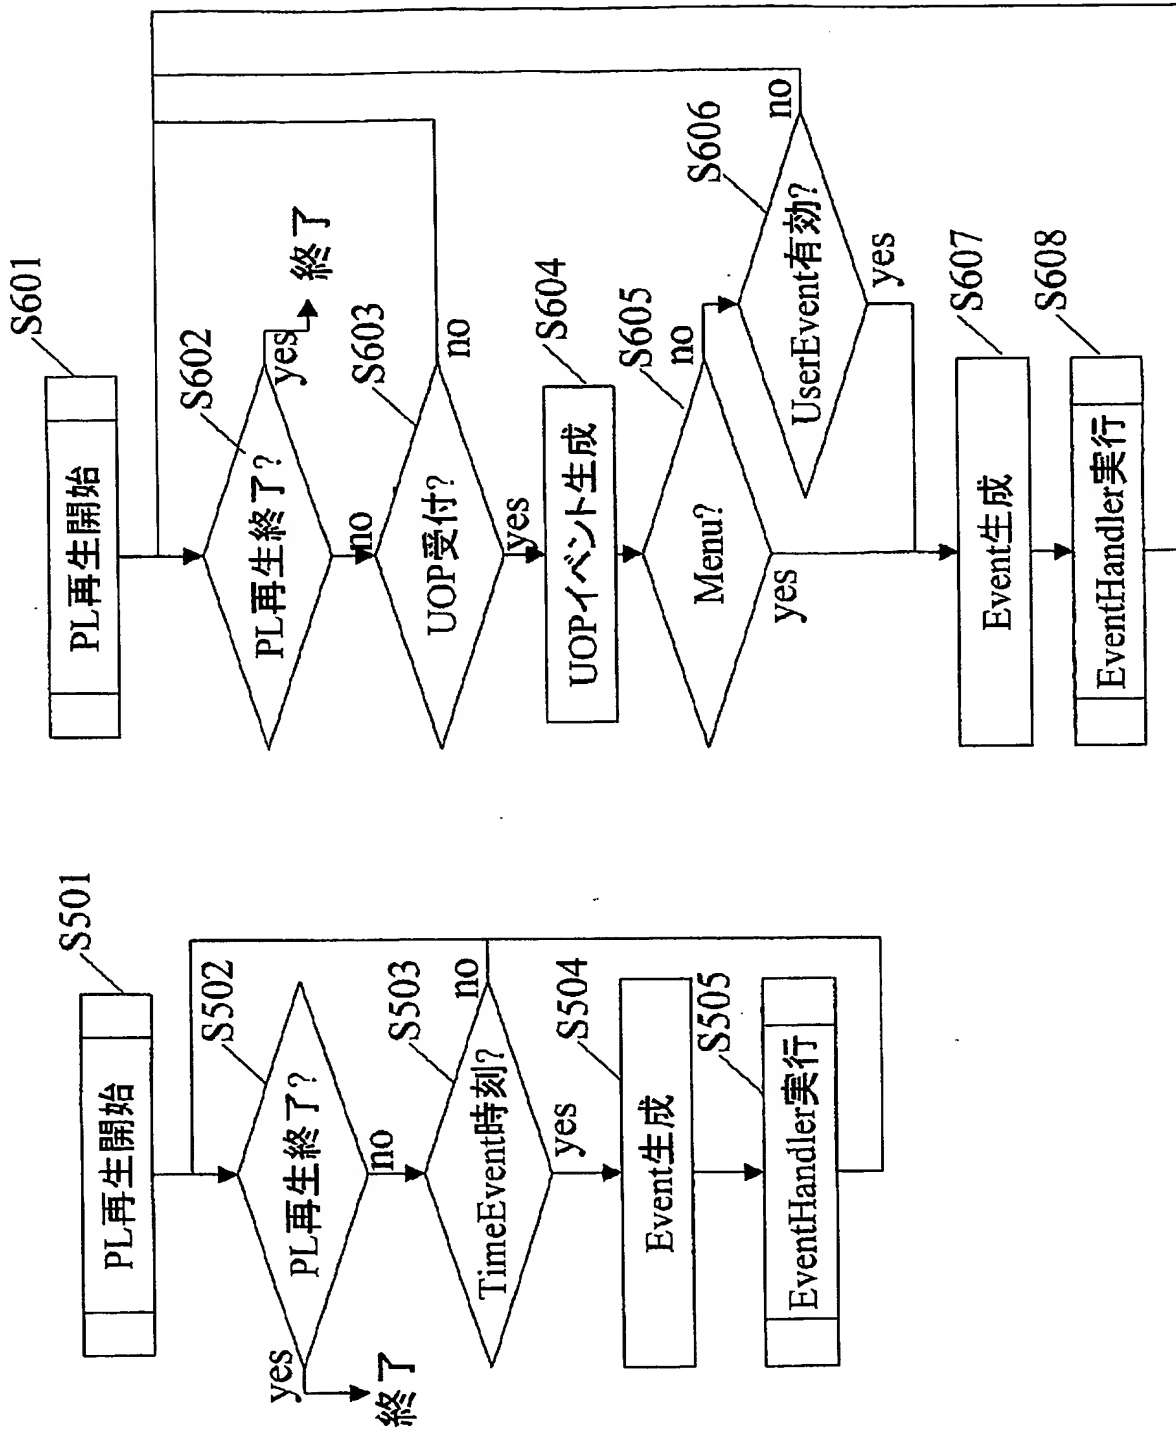 S501
PL再生開始
S502
PL再生終了?
yes
終了
no
S503
TimeEvent時刻?
no
yes
S504
Event生成
S505
EventHandler実行
S601
PL再生開始
S602
PL再生終了?
yes
終了
no
S603
UOP受付?
no
yes
S604
UOPイベント生成
S605
Menu?
no
yes
S606
UserEvent有効?
no
yes
S607
Event生成
S608
EventHandler実行